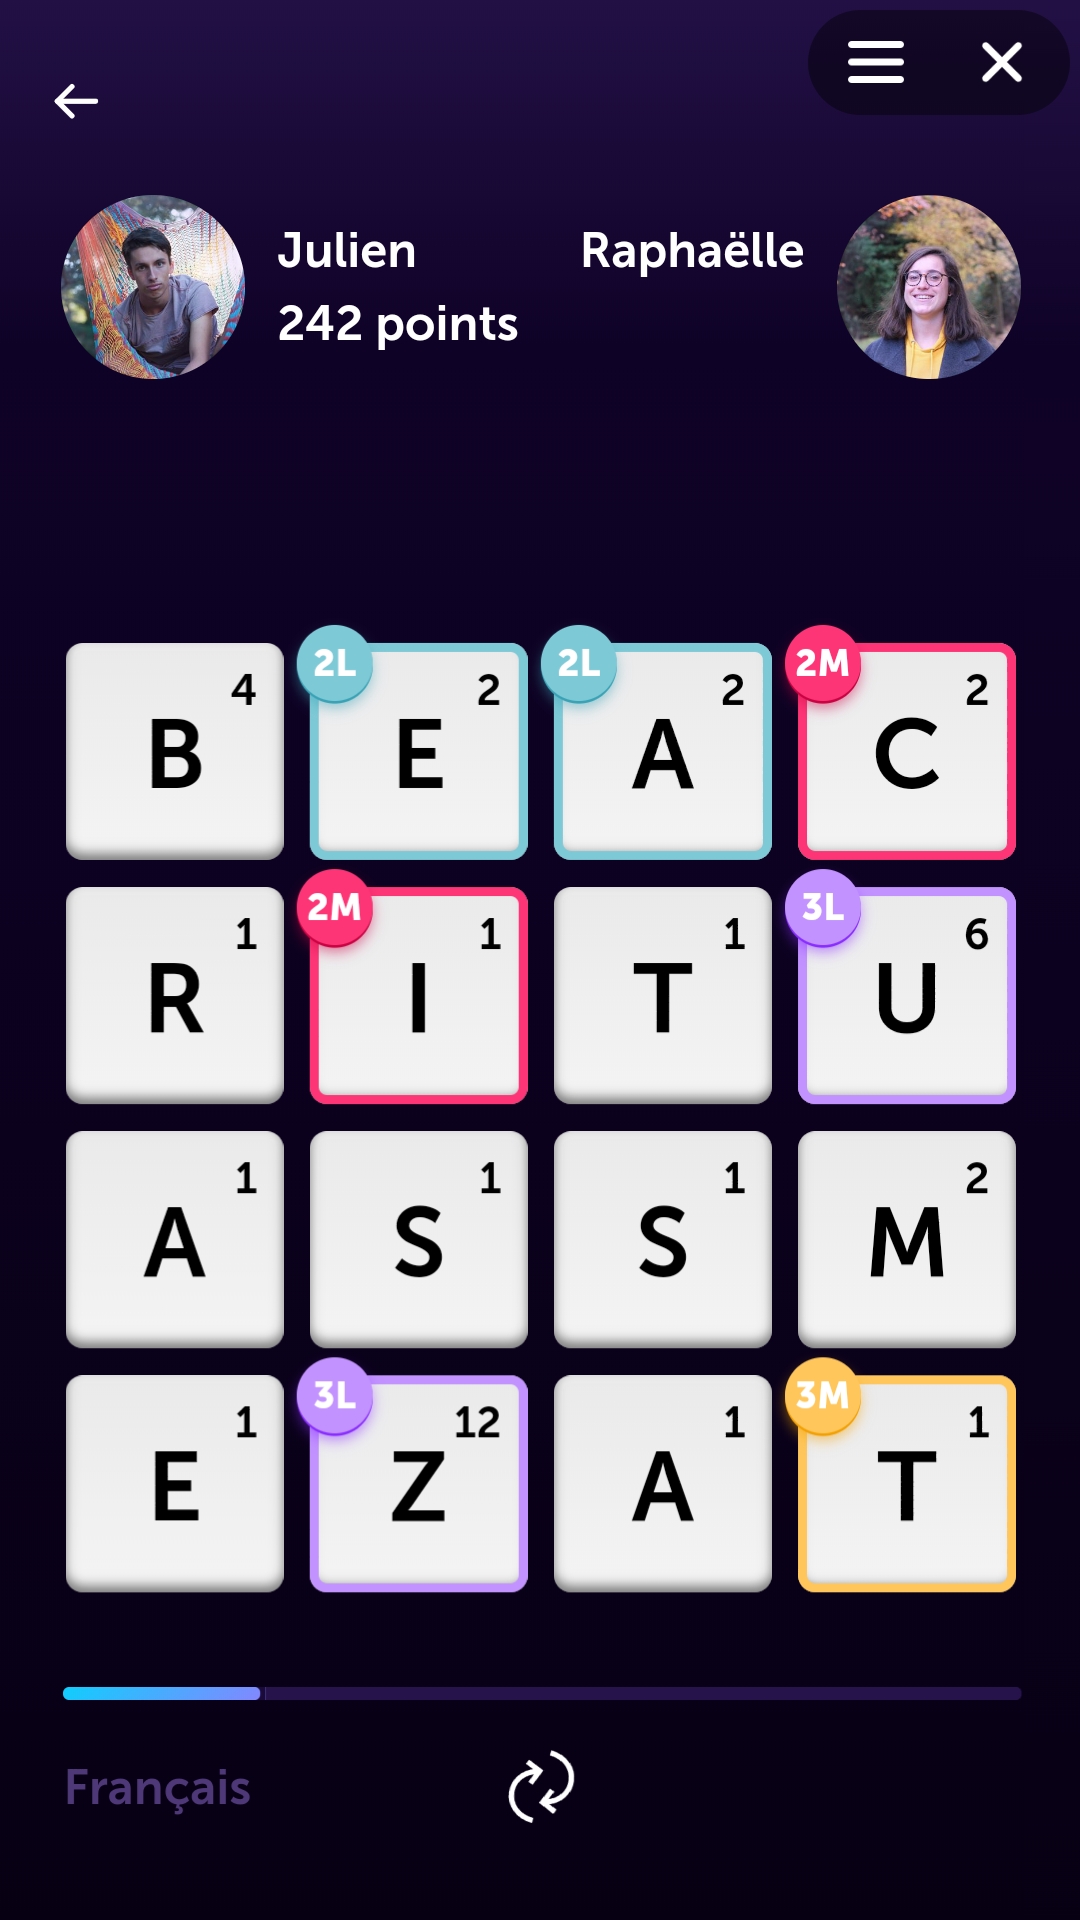 Julien
242 points
Raphaëlle
4 2L 2 2L 2 2M 2
B E A C
1 2M 1 1 3L 6
R I T U
1 1 1 2
A S S M
1 3L 12 1 3M 1
E Z A T
Français